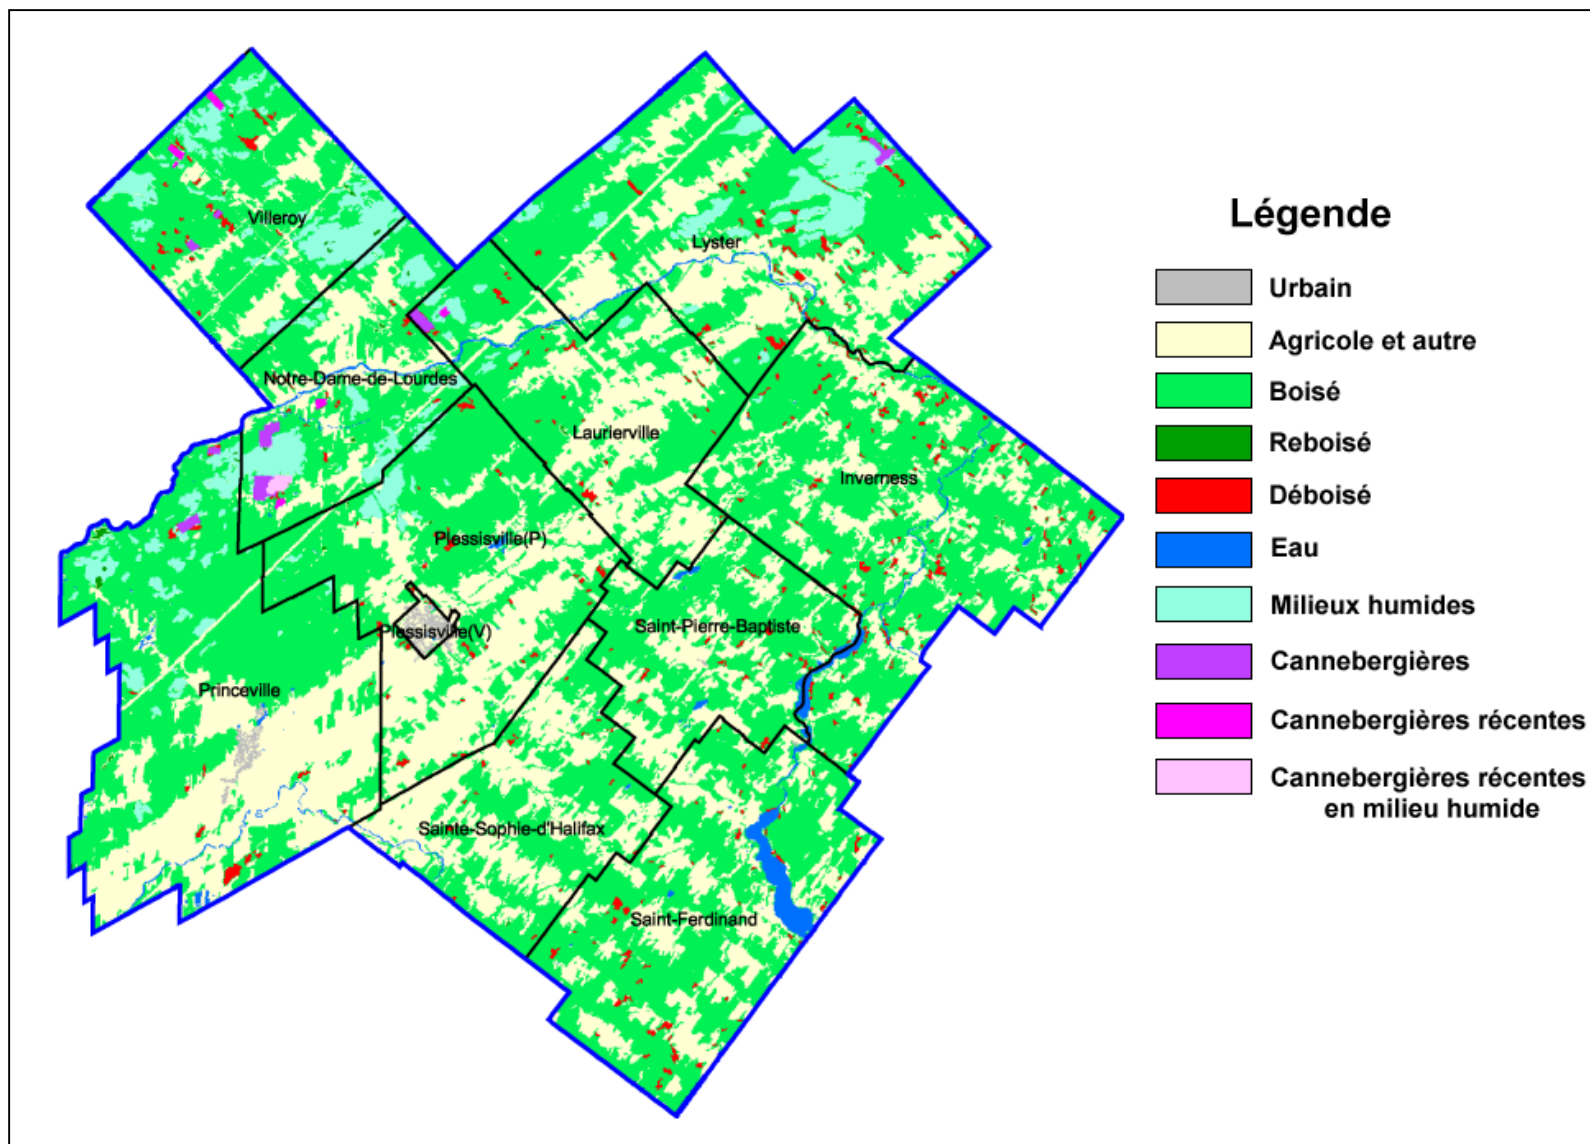 Villeroy
Lyster
Notre-Dame-de-Lourdes
Laurierville
Inverness
Plessisville(P)
Saint-Pierre-Baptiste
Plessisville(V)
Princeville
Sainte-Sophie-d'Halifax
Saint-Ferdinand
Légende
Urbain
Agricole et autre
Boisé
Reboisé
Déboisé
Eau
Milieux humides
Cannebergières
Cannebergières récentes
Cannebergières récentes
en milieu humide